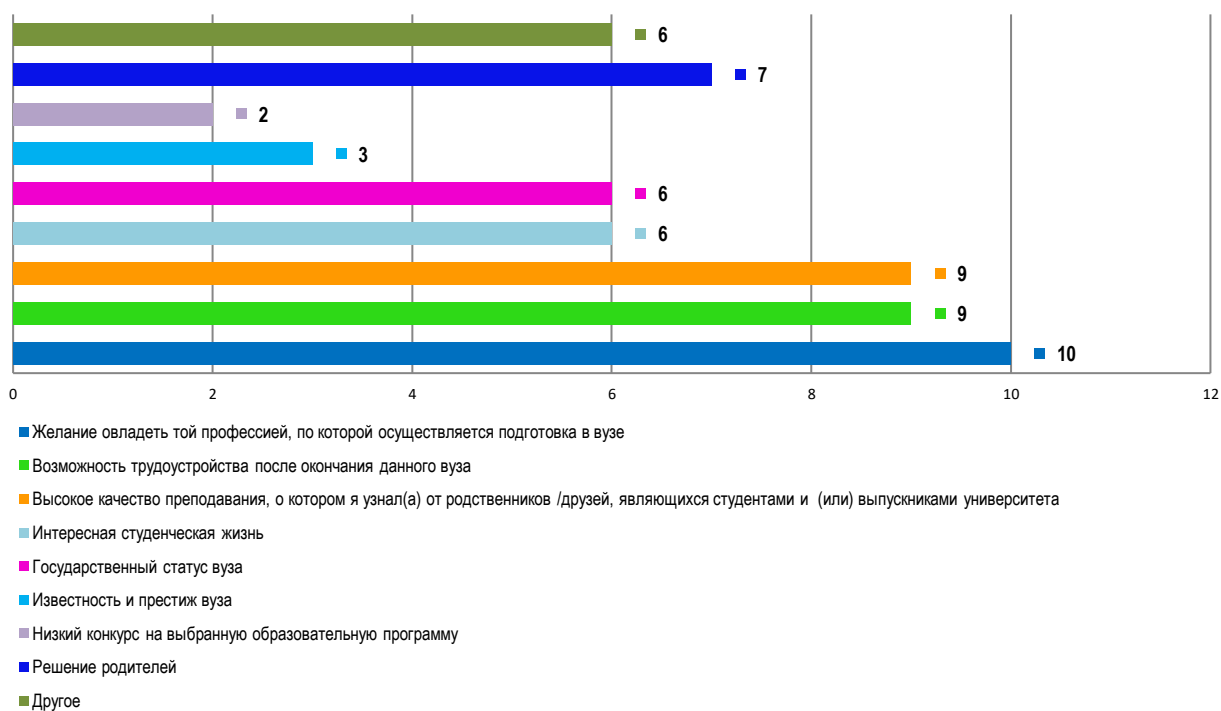 6
7
2
3
6
6
9
9
10
0 2 4 6 8 10 12
Желание овладеть той профессией, по которой осуществляется подготовка в вузе
Возможность трудоустройства после окончания данного вуза
Высокое качество преподавания, о котором я узнал(а) от родственников /друзей, являющихся студентами и (или) выпускниками университета
Интересная студенческая жизнь
Государственный статус вуза
Известность и престиж вуза
Низкий конкурс на выбранную образовательную программу
Решение родителей
Другое